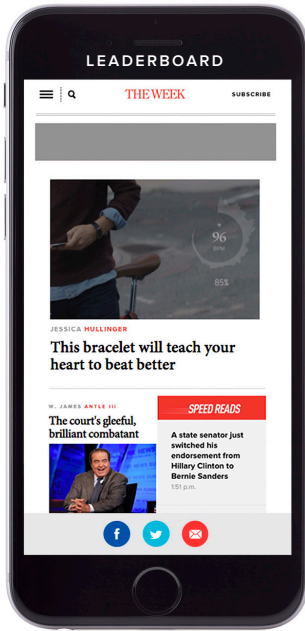 LEADERBOARD
THE WEEK
SUBSCRIBE
96
BPM
85%
JESSICA HULLINGER
This bracelet will teach your
heart to beat better
W. JAMES ANTLE III
The court's gleeful,
brilliant combatant
SPEED READS
A state senator just
switched his
endorsement from
Hillary Clinton to
Bernie Sanders
1:51 p.m.
f